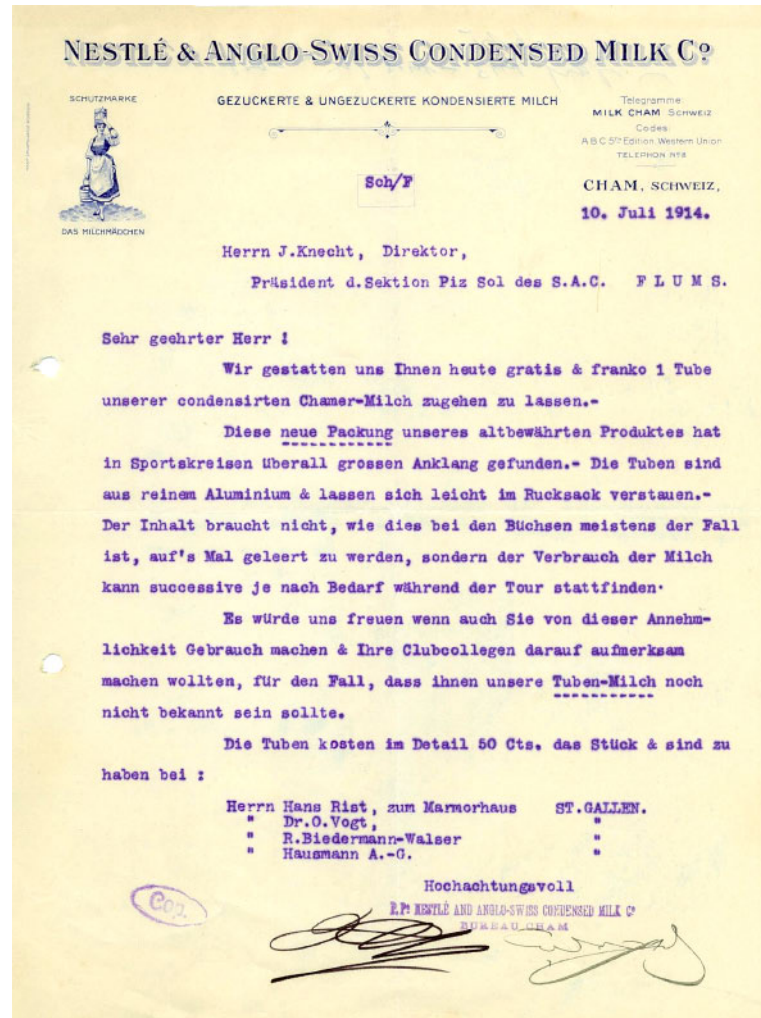 NESTLÉ & ANGLO-SWISS CONDENSED MILK Cº
SCHUTZMARKE
GEZUCKERTE & UNGEZUCKERTE KONDENSIERTE MILCH
Telegramme:
MILK CHAM SCHWEIZ
Codes:
A B C 5th Edition, Western Union
TELEPHON Nº8
Sch/F
CHAM, SCHWEIZ,
10. Juli 1914.
DAS MILCHMÄDCHEN
Herrn J.Knecht, Direktor,
Präsident d.Sektion Piz Sol des S.A.C. F L U M S.
Sehr geehrter Herr !
Wir gestatten uns Ihnen heute gratis & franko 1 Tube
unserer condensirten Chamer-Milch zugehen zu lassen.-
Diese neue Packung unseres altbewährten Produktes hat
in Sportskreisen überall grossen Anklang gefunden.- Die Tuben sind
aus reinem Aluminium & lassen sich leicht im Rucksack verstauen.-
Der Inhalt braucht nicht, wie dies bei den Büchsen meistens der Fall
ist, auf's Mal geleert zu werden, sondern der Verbrauch der Milch
kann successive je nach Bedarf während der Tour stattfinden.
Es würde uns freuen wenn auch Sie von dieser Annehm-
lichkeit Gebrauch machen & Ihre Clubcollegen darauf aufmerksam
machen wollten, für den Fall, dass ihnen unsere Tuben-Milch noch
nicht bekannt sein sollte.
Die Tuben kosten im Detail 50 Cts. das Stück & sind zu
haben bei :
Herrn Hans Rist, zum Marmorhaus ST.GALLEN.
" Dr.O.Vogt, "
" R.Biedermann-Walser "
" Hausmann A.-G. "
Hochachtungsvoll
P.Pª NESTLÉ AND ANGLO-SWISS CONDENSED MILK Cº
BUREAU CHAM
Cop.